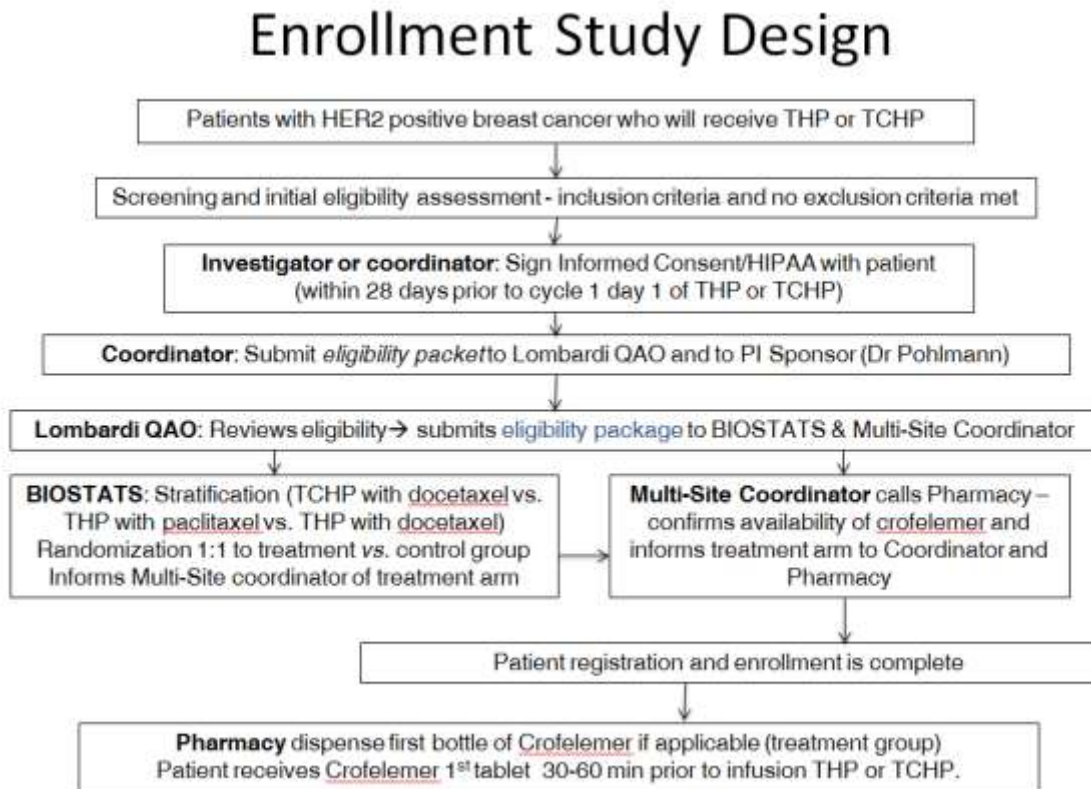 Enrollment Study Design
Patients with HER2 positive breast cancer who will receive THP or TCHP
Screening and initial eligibility assessment - inclusion criteria and no exclusion criteria met
Investigator or coordinator: Sign Informed Consent/HIPAA with patient
(within 28 days prior to cycle 1 day 1 of THP or TCHP)
Coordinator: Submit eligibility packet to Lombardi QAO and to PI Sponsor (Dr Pohlmann)
Lombardi QAO: Reviews eligibility→ submits eligibility package to BIOSTATS & Multi-Site Coordinator
BIOSTATS: Stratification (TCHP with docetaxel vs.
THP with paclitaxel vs. THP with docetaxel)
Randomization 1:1 to treatment vs. control group
Informs Multi-Site coordinator of treatment arm
Multi-Site Coordinator calls Pharmacy –
confirms availability of crofelemer and
informs treatment arm to Coordinator and
Pharmacy
Patient registration and enrollment is complete
Pharmacy dispense first bottle of Crofelemer if applicable (treatment group)
Patient receives Crofelemer 1st tablet 30-60 min prior to infusion THP or TCHP.